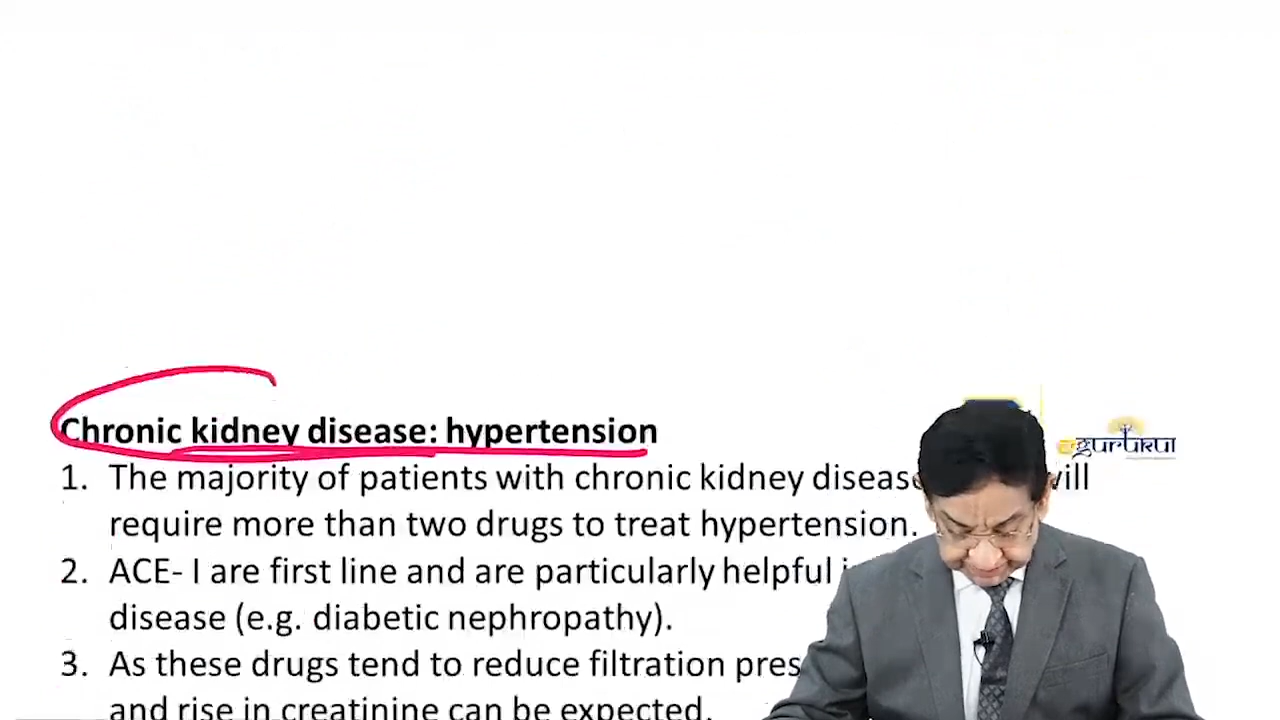 Chronic kidney disease: hypertension
1. The majority of patients with chronic kidney disease will
require more than two drugs to treat hypertension.
2. ACE- I are first line and are particularly helpful
disease (e.g. diabetic nephropathy).
3. As these drugs tend to reduce filtration
and rise in creatinine can be expected.
egurukul